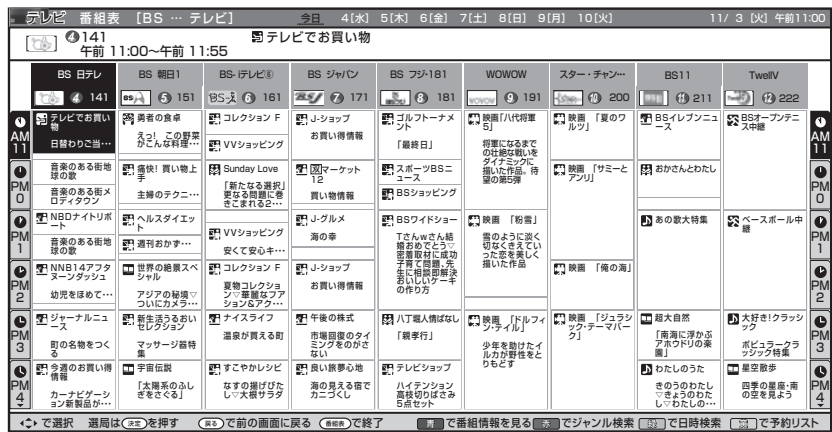 テレビ 番組表 [BS … テレビ] 今日 4[水] 5[木] 6[金] 7[土] 8[日] 9[月] 10[火] 11/ 3 [火] 午前11:00
④141 テレビでお買い物
午前 11:00~午前 11:55
BS 日テレ BS 朝日1 BS-iテレビ⑥ BS ジャパン BS フジ･181 WOWOW スター・チャン… BS11 TwellV
④ 141 ⑤ 151 BS-i ⑥ 161 ⑦ 171 ⑧ 181 WOWOW ⑨ 191 ⑩ 200 ⑪ 211 ⑫ 222
AM
11
テレビでお買い
物
日替わりご当…
音楽のある街地
球の歌
音楽のある街メ
ロディタウン
NBDナイトリポ
ート
音楽のある街地
球の歌
NNB14アフタ
ヌーンダッシュ
幼児をほめて…
ジャーナルニュ
ース
町の名物をつく
る
今週のお買い得
情報
カーナビゲーシ
ョン新製品が…
勇者の食卓
えっ! この野菜
がこんな料理…
痛快! 買い物上
手
主婦のテクニ…
ヘルスダイエッ
ト
週刊おかず…
世界の絶景スペ
シャル
アジアの秘境▽
ついにカメラ…
新生活うるおい
セレクション
マッサージ器特
集
宇宙伝説
「太陽系のふし
ぎをさぐる」
コレクション F
VVショッピング
Sunday Love
「新たなる選択」
更なる問題に巻
きこまれる2…
VVショッピング
安くて安心キ…
コレクション F
夏物コレクショ
ン▽華麗なファ
ション&アク…
ナイスライフ
温泉が買える町
すこやかレシピ
なすの揚げびた
し▽大根サラダ
J-ショップ
お買い得情報
マーケット
12
買い物情報
J-グルメ
海の幸
J-ショップ
お買い得情報
午後の株式
市場回復のタイ
ミングをのがさ
ない
良い旅夢心地
海の見える宿で
カニづくし
ゴルフトーナメ
ント
「最終日」
スポーツBSニ
ュース
BSショッピング
BSワイドショー
Tさんwさん結
婚おめでとう▽
密着取材に成功
子育て問題、先
生に相談即解決
おいしいケーキ
の作り方
八丁堀人情ばなし
「親孝行」
テレビショップ
ハイテンション
高枝切りばさみ
5点セット
映画「八代将軍
5」
将軍になるまで
の壮絶な戦いを
ダイナミックに
描いた作品。待
望の第5弾
映画 「粉雪」
雪のように淡く
切なくきえてい
った恋を美しく
描いた作品
映画 「ドルフィ
ン・テイル」
少年を助けたイ
ルカが野性をと
りもどす
映画 「夏のワ
ルツ」
映画 「サミーと
アンリ」
映画 「俺の海」
映画 「ジュラシ
ック・テーマパー
ク」
BSイレブンニュ
ース
おかさんとわたし
あの歌大特集
超大自然
「南海に浮かぶ
アホウドリの楽
園」
わたしのうた
きのうのわたし
▽きょうのわた
し▽わたしの…
BSオープンテニ
ス中継
ベースボール中
継
大好き!クラシッ
ク
ポピュラークラ
シック特集
星空散歩
四季の星座・南
の空を見よう
AM
11
PM
0
PM
1
PM
2
PM
3
PM
4
で選択 選局は(決定)を押す (戻る)で前の画面に戻る (番組表)で終了 青 で番組情報を見る 赤 でジャンル検索 緑 で日時検索 黄 で予約リスト